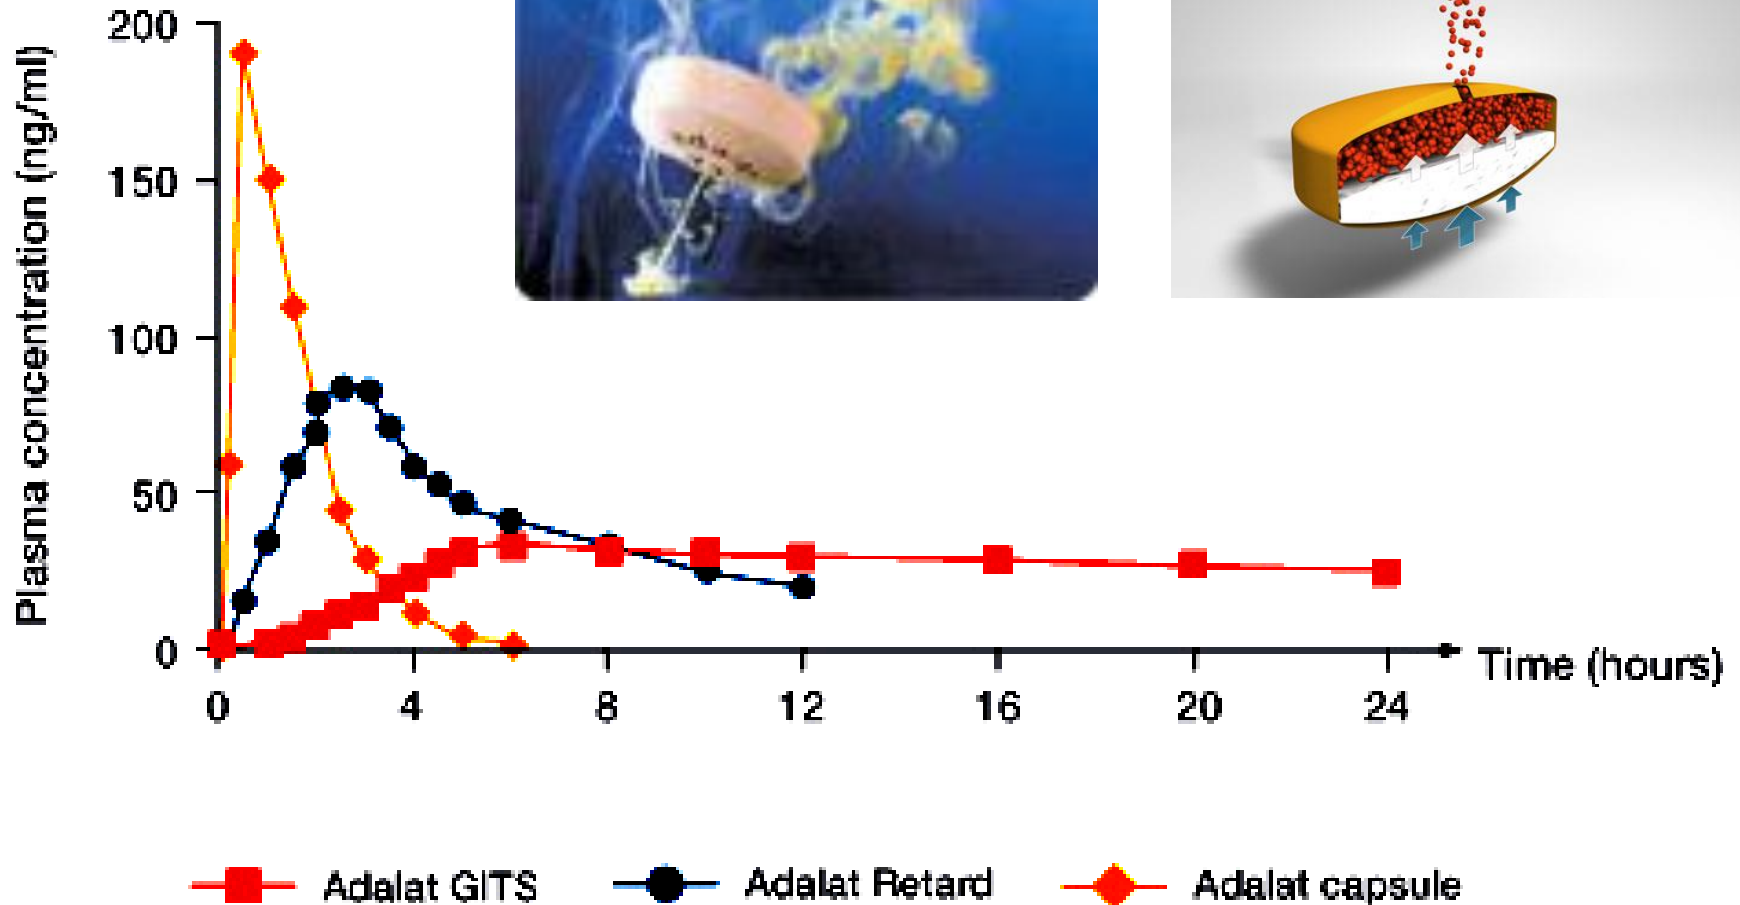 Plasma concentration (ng/ml)
200
150
100
50
0
0 4 8 12 16 20 24
Time (hours)
Adalat GITS Adalat Retard Adalat capsule